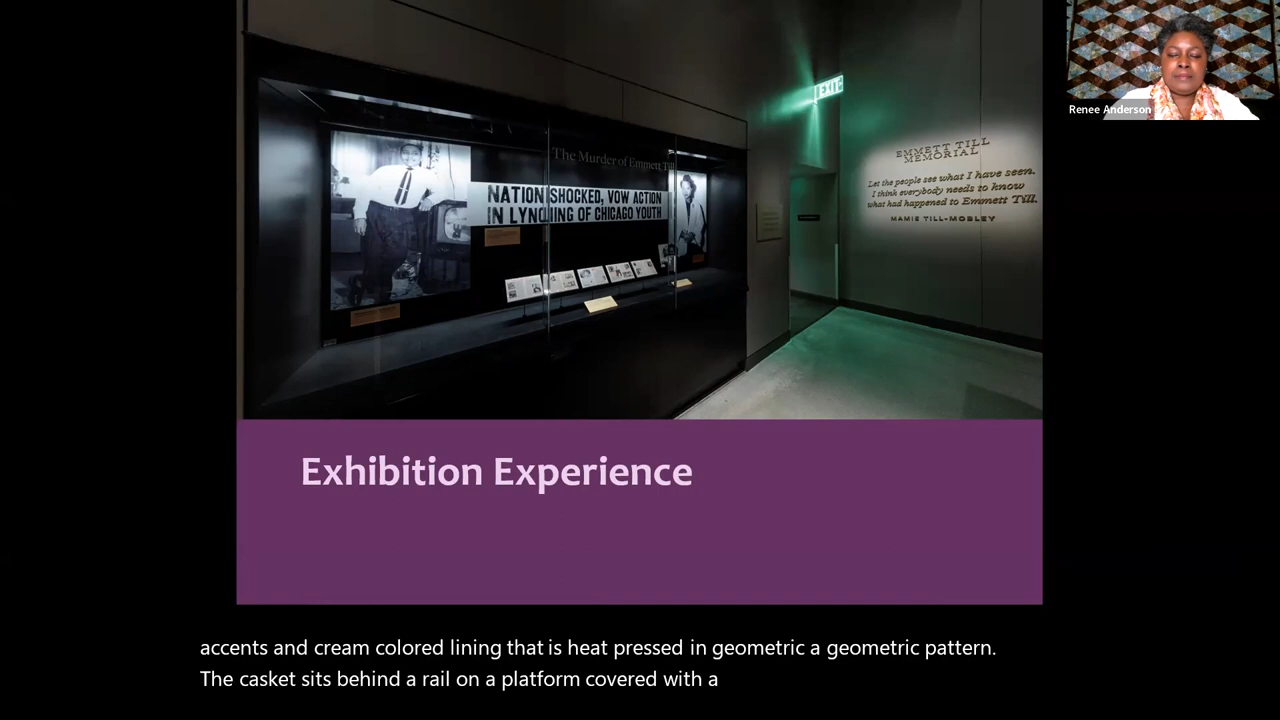 The Murder of Emmett Till
NATION SHOCKED, VOW ACTION
IN LYNCHING OF CHICAGO YOUTH
EXIT
EMMETT TILL
MEMORIAL
Let the people see what I have seen.
I think everybody needs to know
what had happened to Emmett Till.
MAMIE TILL-MOBLEY
Renee Anderson
Exhibition Experience
accents and cream colored lining that is heat pressed in geometric a geometric pattern.
The casket sits behind a rail on a platform covered with a